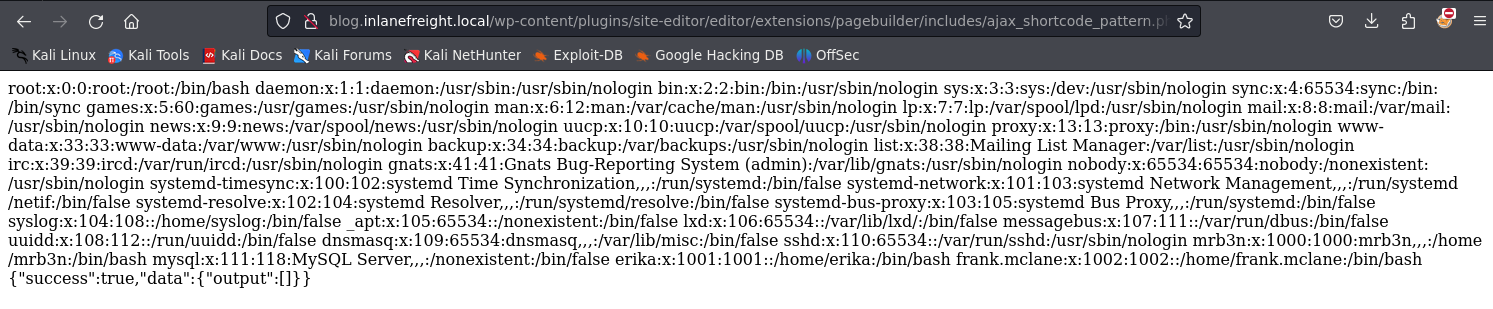 blog.inlanefreight.local/wp-content/plugins/site-editor/editor/extensions/pagebuilder/includes/ajax_shortcode_pattern.ph
Kali Linux Kali Tools Kali Docs Kali Forums Kali NetHunter Exploit-DB Google Hacking DB OffSec
root:x:0:0:root:/root:/bin/bash daemon:x:1:1:daemon:/usr/sbin:/usr/sbin/nologin bin:x:2:2:bin:/bin:/usr/sbin/nologin sys:x:3:3:sys:/dev:/usr/sbin/nologin sync:x:4:65534:sync:/bin:
/bin/sync games:x:5:60:games:/usr/games:/usr/sbin/nologin man:x:6:12:man:/var/cache/man:/usr/sbin/nologin lp:x:7:7:lp:/var/spool/lpd:/usr/sbin/nologin mail:x:8:8:mail:/var/mail:
/usr/sbin/nologin news:x:9:9:news:/var/spool/news:/usr/sbin/nologin uucp:x:10:10:uucp:/var/spool/uucp:/usr/sbin/nologin proxy:x:13:13:proxy:/bin:/usr/sbin/nologin www-
data:x:33:33:www-data:/var/www:/usr/sbin/nologin backup:x:34:34:backup:/var/backups:/usr/sbin/nologin list:x:38:38:Mailing List Manager:/var/list:/usr/sbin/nologin
irc:x:39:39:ircd:/var/run/ircd:/usr/sbin/nologin gnats:x:41:41:Gnats Bug-Reporting System (admin):/var/lib/gnats:/usr/sbin/nologin nobody:x:65534:65534:nobody:/nonexistent:
/usr/sbin/nologin systemd-timesync:x:100:102:systemd Time Synchronization,,,:/run/systemd:/bin/false systemd-network:x:101:103:systemd Network Management,,,:/run/systemd
/netif:/bin/false systemd-resolve:x:102:104:systemd Resolver,,,:/run/systemd/resolve:/bin/false systemd-bus-proxy:x:103:105:systemd Bus Proxy,,,:/run/systemd:/bin/false
syslog:x:104:108::/home/syslog:/bin/false _apt:x:105:65534::/nonexistent:/bin/false lxd:x:106:65534::/var/lib/lxd/:/bin/false messagebus:x:107:111::/var/run/dbus:/bin/false
uuidd:x:108:112::/run/uuidd:/bin/false dnsmasq:x:109:65534:dnsmasq,,,:/var/lib/misc:/bin/false sshd:x:110:65534::/var/run/sshd:/usr/sbin/nologin mrb3n:x:1000:1000:mrb3n,,,:/home
/mrb3n:/bin/bash mysql:x:111:118:MySQL Server,,,:/nonexistent:/bin/false erika:x:1001:1001::/home/erika:/bin/bash frank.mclane:x:1002:1002::/home/frank.mclane:/bin/bash
{"success":true,"data":{"output":[]}}